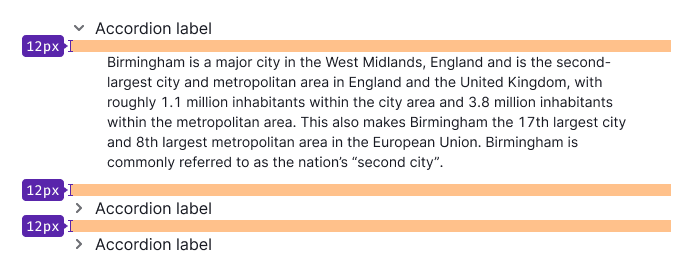 Accordion label
12px
Birmingham is a major city in the West Midlands, England and is the second-
largest city and metropolitan area in England and the United Kingdom, with
roughly 1.1 million inhabitants within the city area and 3.8 million inhabitants
within the metropolitan area. This also makes Birmingham the 17th largest city
and 8th largest metropolitan area in the European Union. Birmingham is
commonly referred to as the nation’s “second city”.
12px
Accordion label
12px
Accordion label